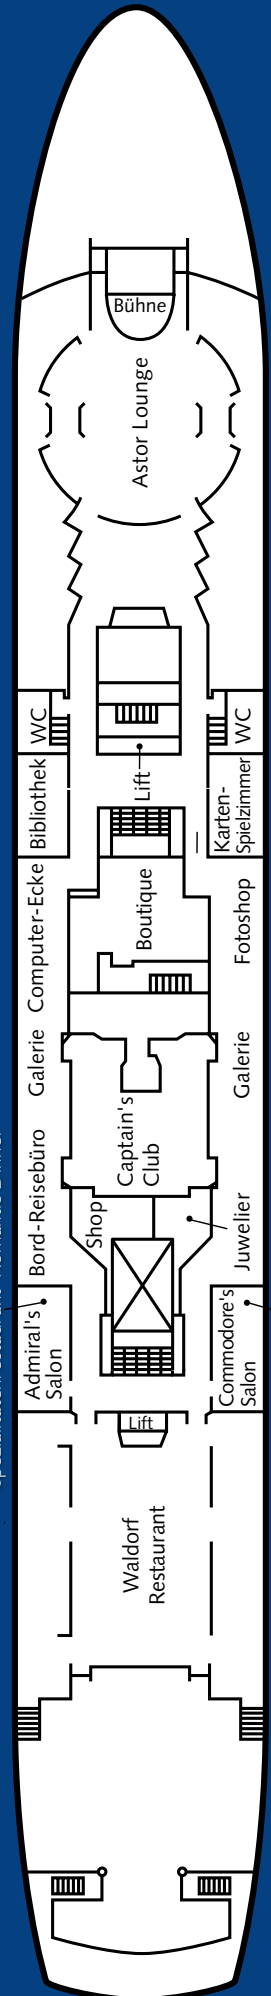 Bühne
Astor Lounge
WC
WC
Lift
Bibliothek
Karten-
Spielzimmer
Computer-Ecke
Boutique
Fotoshop
Galerie
Captain's
Club
Galerie
Bord-Reisebüro
Shop
Juwelier
Admiral's
Salon
Commodore's
Salon
Lift
Waldorf
Restaurant